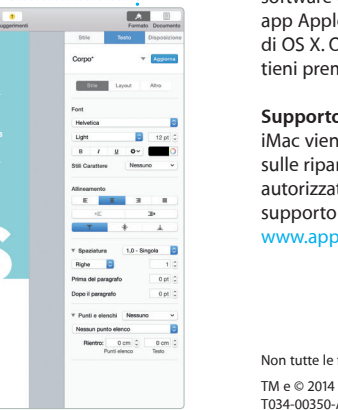 uggerimenti
Formato Documento
Stile Testo Disposizione
Corpo* Aggiorna
Stile Layout Altro
Font
Helvetica
Light 12 pt
B I U
Stili Carattere Nessuno
Allineamento
Spaziatura 1,0 - Singola
Righe 1
Prima del paragrafo 0 pt
Dopo il paragrafo 0 pt
Punti e elenchi Nessuno
Nessun punto elenco
Rientro: 0 cm 0 cm
Punti elenco Testo
S
software
app Apple
di OS X. C
tieni prem
Supporto
iMac vien
sulle ripar
autorizzat
supporto
www.app
Non tutte le f
TM e © 2014
T034-00350-A